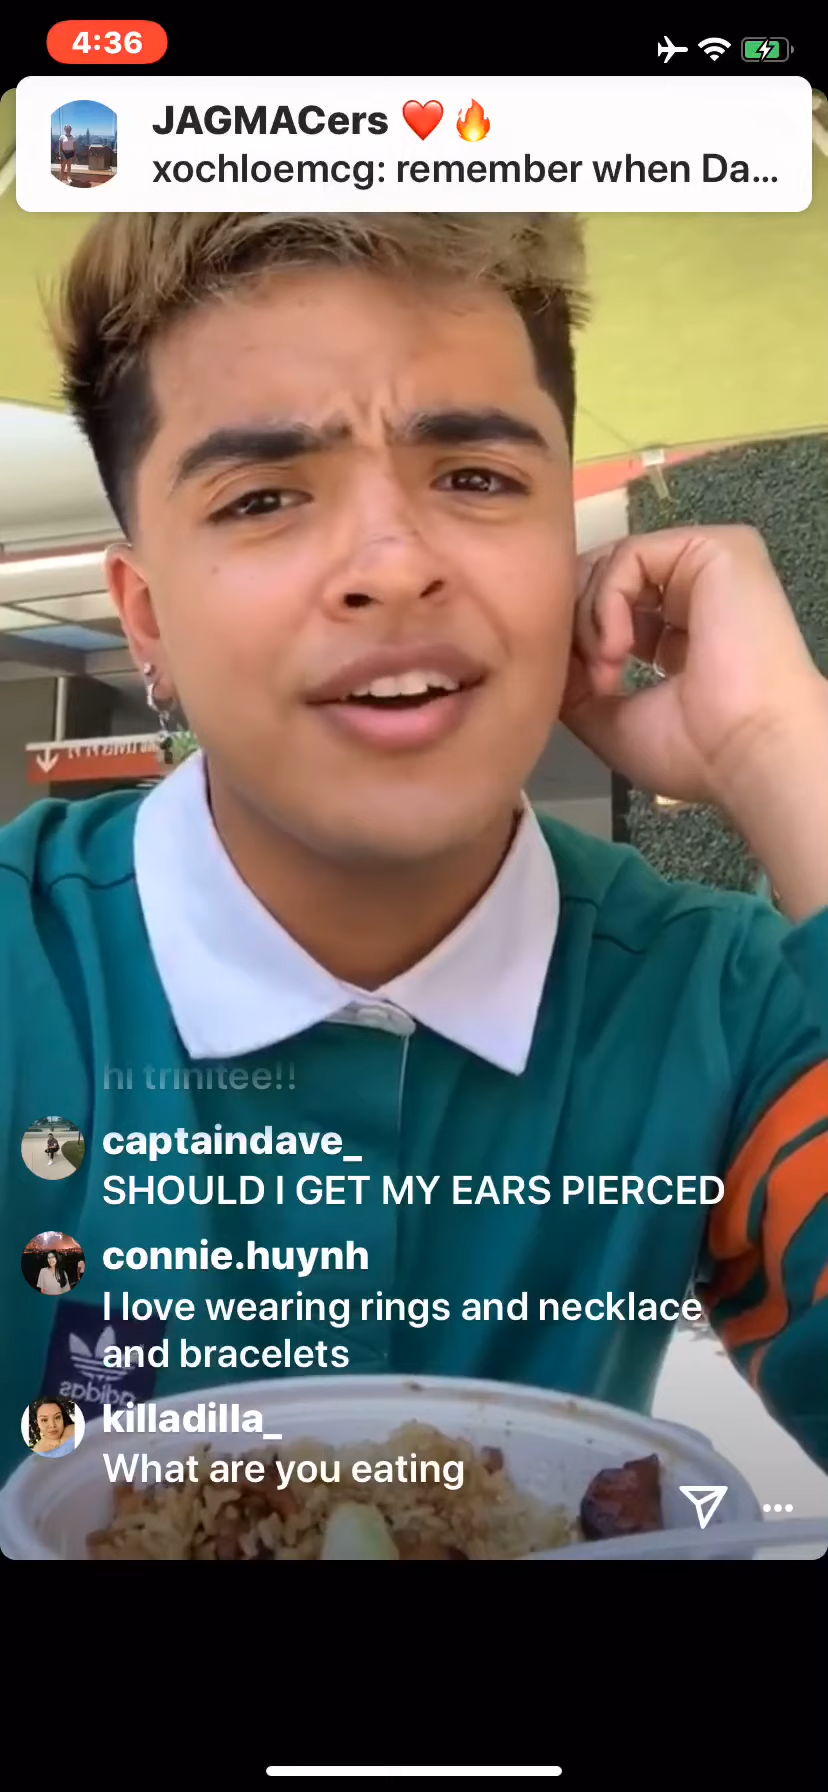 4:36
JAGMACers ❤️🔥
xochloemcg: remember when Da...
hi trinitee!!
captaindave_
SHOULD I GET MY EARS PIERCED
connie.huynh
I love wearing rings and necklace
and bracelets
adidas
killadilla_
What are you eating